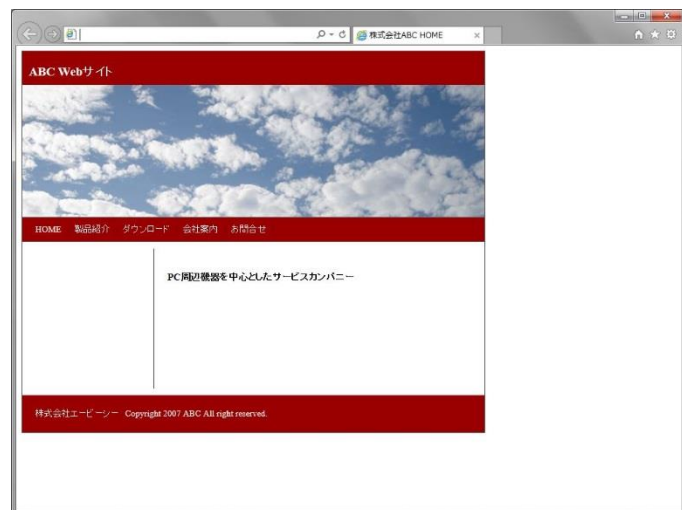 株式会社ABC HOME
ABC Webサイト
HOME 製品紹介 ダウンロード 会社案内 お問合せ
PC周辺機器を中心としたサービスカンパニー
株式会社エービーシー Copyright 2007 ABC All right reserved.